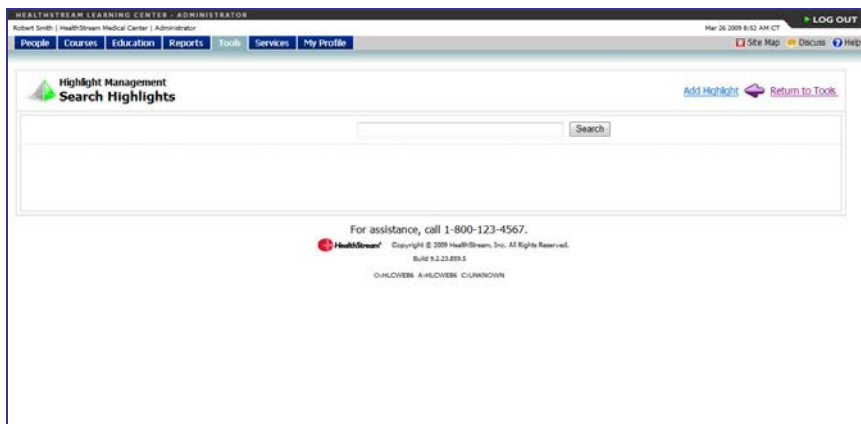 HEALTHSTREAM LEARNING CENTER - ADMINISTRATOR
LOG OUT
Robert Smith | HealthStream Medical Center | Administrator
Mar 26 2009 8:52 AM CT
People Courses Education Reports Tools Services My Profile
Site Map Discuss Help
Highlight Management
Search Highlights
Add Highlight Return to Tools
Search
For assistance, call 1-800-123-4567.
HealthStream Copyright © 2009 HealthStream, Inc. All Rights Reserved.
Build 9.2.23.889.5
O:HLCWEB6 A:HLCWEB6 C:UNKNOWN